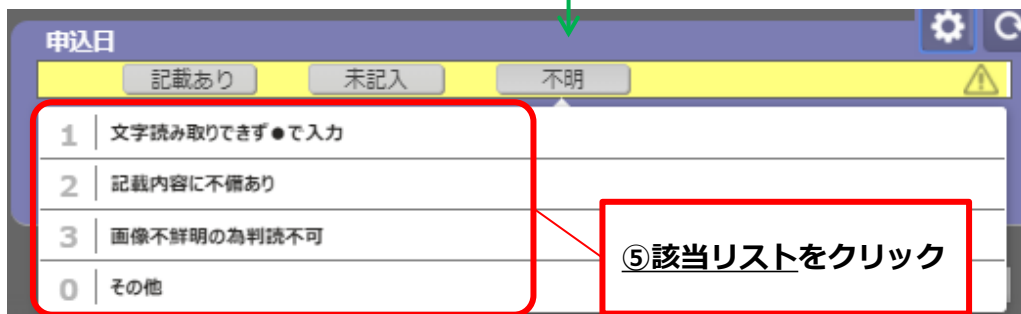 申込日
記載あり 未記入 不明
1 文字読み取りできず●で入力
2 記載内容に不備あり
3 画像不鮮明の為判読不可
0 その他
⑤該当リストをクリック